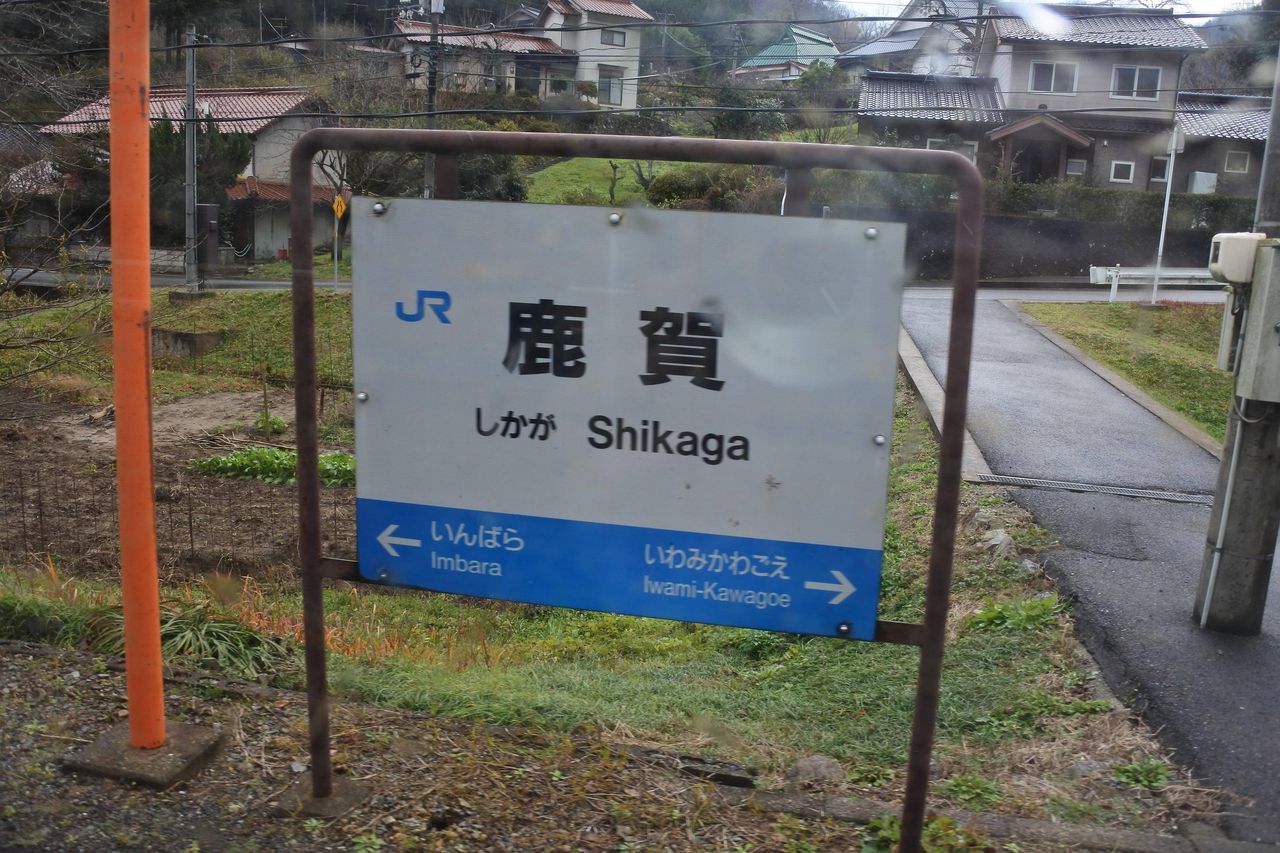 JR 鹿賀
しかが Shikaga
← いんばら
Imbara
いわみかわごえ →
Iwami-Kawagoe